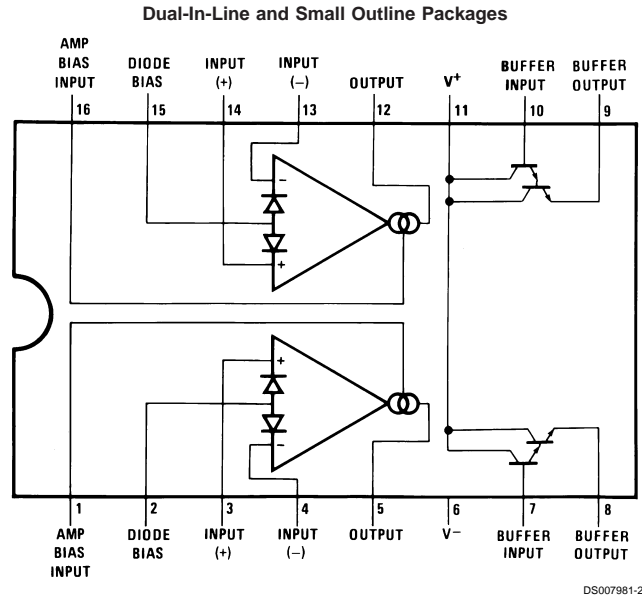 Dual-In-Line and Small Outline Packages
AMP BIAS INPUT
DIODE BIAS
INPUT (+)
INPUT (−)
OUTPUT
V+
BUFFER INPUT
BUFFER OUTPUT
16 15 14 13 12 11 10 9
−
+
+
−
1 2 3 4 5 6 7 8
AMP BIAS INPUT
DIODE BIAS
INPUT (+)
INPUT (−)
OUTPUT
V−
BUFFER INPUT
BUFFER OUTPUT
DS007981-2